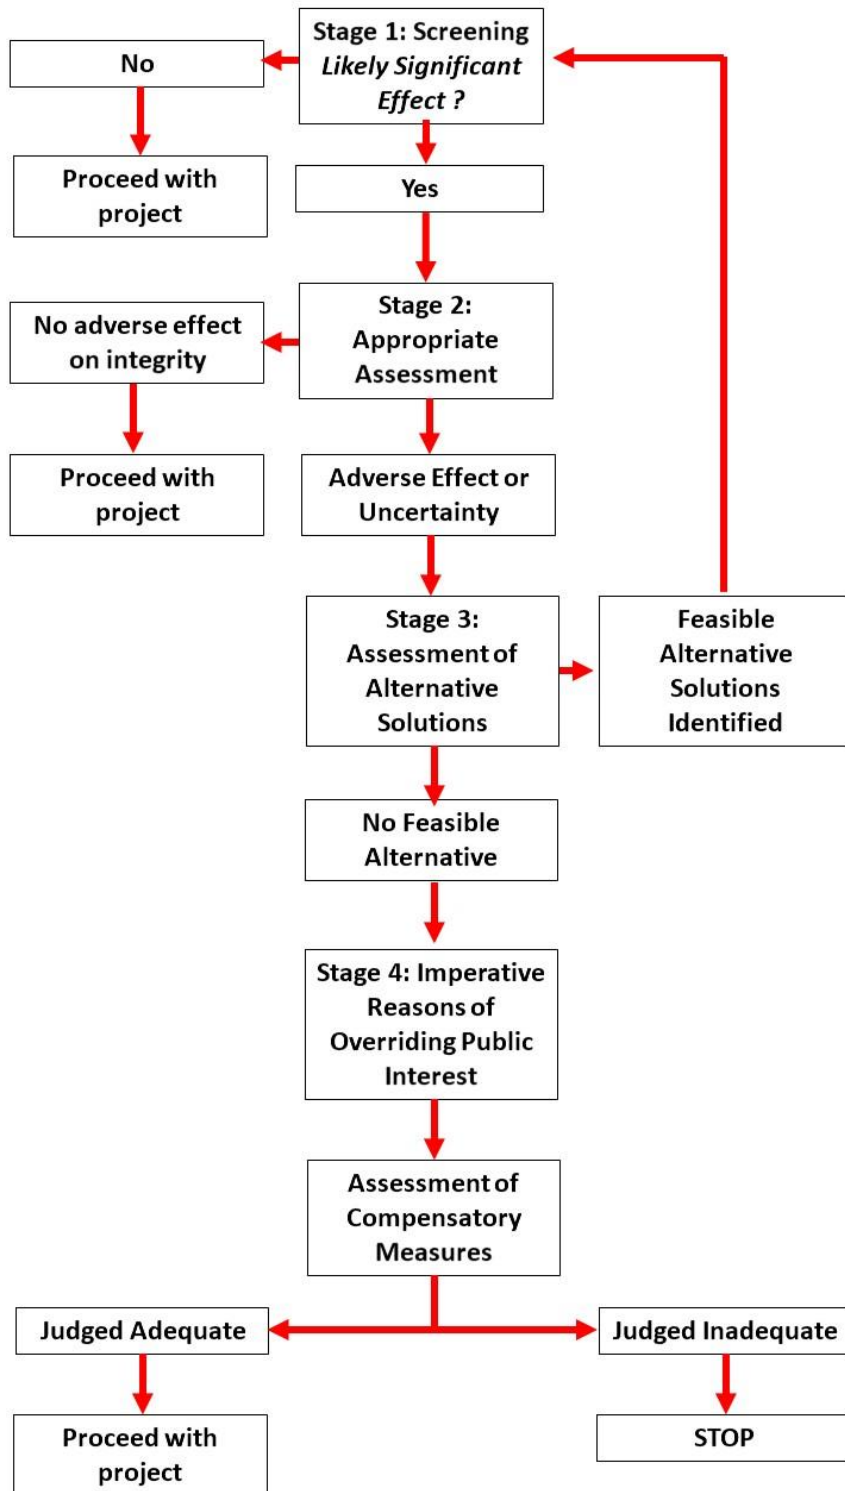 Stage 1: Screening
Likely Significant
Effect ?
No
Proceed with
project
Yes
Stage 2:
Appropriate
Assessment
No adverse effect
on integrity
Proceed with
project
Adverse Effect or
Uncertainty
Stage 3:
Assessment of
Alternative
Solutions
Feasible
Alternative
Solutions
Identified
No Feasible
Alternative
Stage 4: Imperative
Reasons of
Overriding Public
Interest
Assessment of
Compensatory
Measures
Judged Adequate
Judged Inadequate
Proceed with
project
STOP